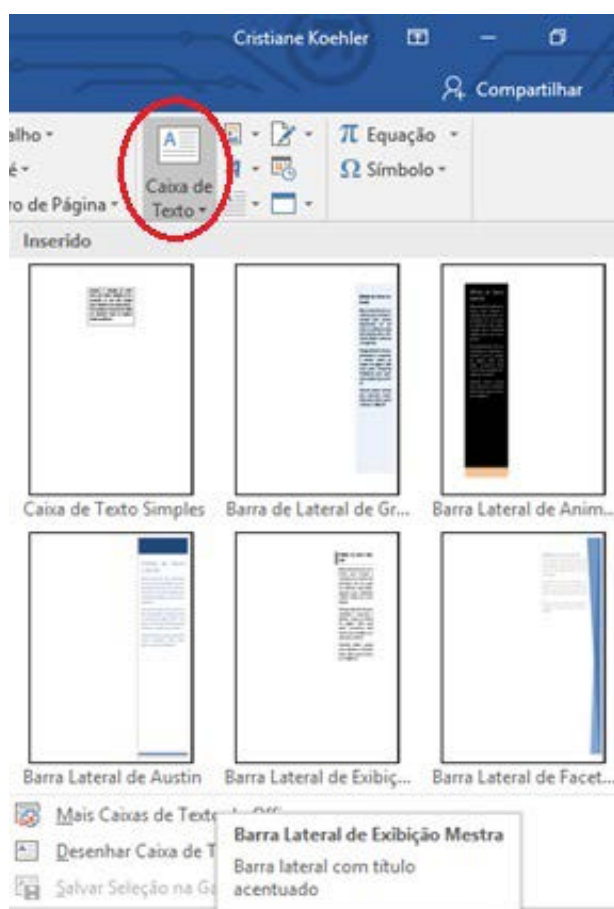 Cristiane Koehler
Compartilhar
alho
é
ro de Página
A
Caixa de
Texto
A
π Equação
Ω Símbolo
Inserido
Caixa de Texto Simples
Barra de Lateral de Gr...
Barra Lateral de Anim...
Barra Lateral de Austin
Barra Lateral de Exibiç...
Barra Lateral de Facet...
Mais Caixas de Texto
Desenhar Caixa de T
Salvar Seleção na Ga
Barra Lateral de Exibição Mestra
Barra lateral com título
acentuado